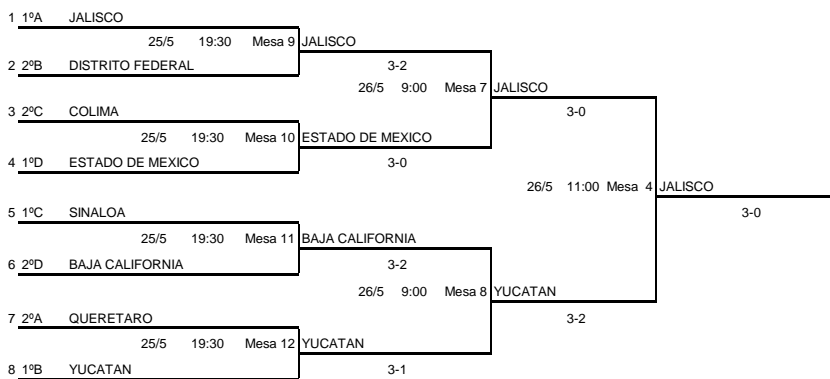 1 1ºA JALISCO
25/5 19:30 Mesa 9 JALISCO
2 2ºB DISTRITO FEDERAL 3-2
26/5 9:00 Mesa 7 JALISCO
3 2ºC COLIMA 3-0
25/5 19:30 Mesa 10 ESTADO DE MEXICO
4 1ºD ESTADO DE MEXICO 3-0
26/5 11:00 Mesa 4 JALISCO
5 1ºC SINALOA 3-0
25/5 19:30 Mesa 11 BAJA CALIFORNIA
6 2ºD BAJA CALIFORNIA 3-2
26/5 9:00 Mesa 8 YUCATAN
7 2ºA QUERETARO 3-2
25/5 19:30 Mesa 12 YUCATAN
8 1ºB YUCATAN 3-1